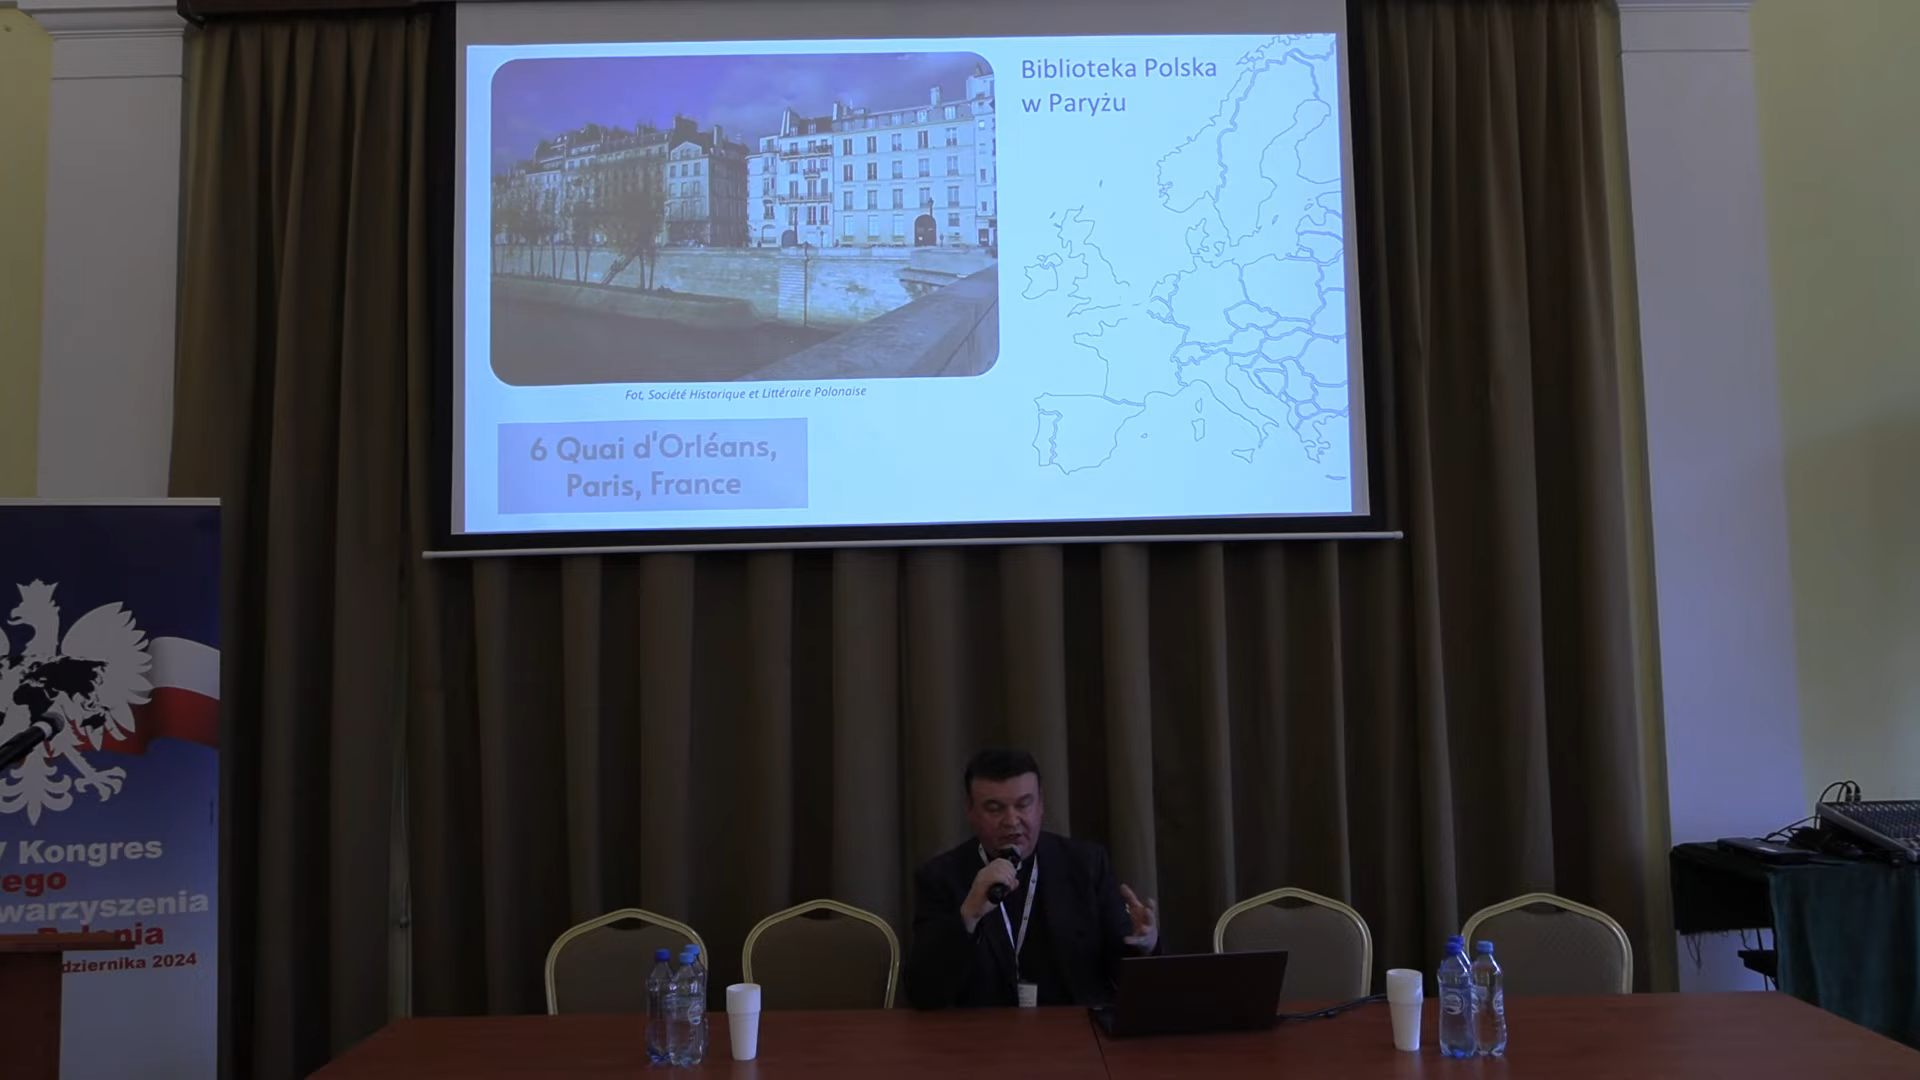 Biblioteka Polska
w Paryżu
Fot, Société Historique et Littéraire Polonaise
6 Quai d'Orléans,
Paris, France
V Kongres
ego
warzyszenia
Polonia
dziernika 2024